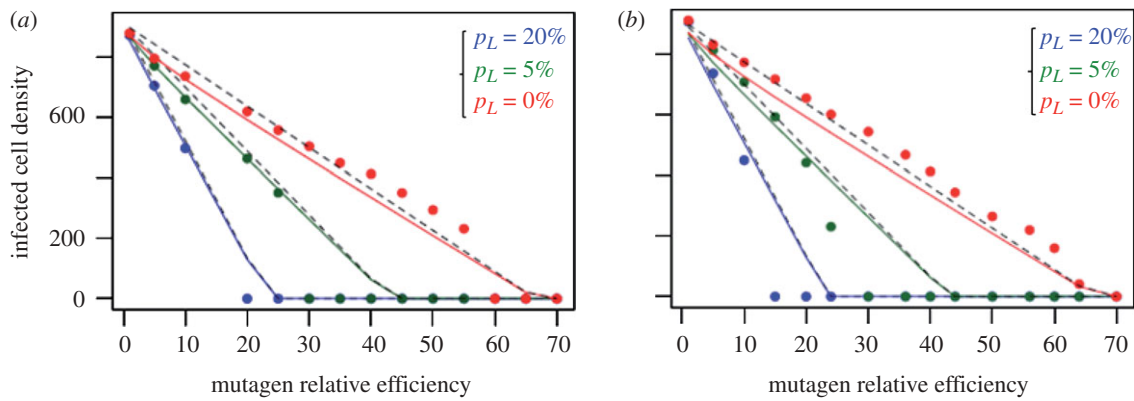 (a)
infected cell density
600
200
0
p_L = 20%
p_L = 5%
p_L = 0%
0 10 20 30 40 50 60 70
mutagen relative efficiency
(b)
p_L = 20%
p_L = 5%
p_L = 0%
0 10 20 30 40 50 60 70
mutagen relative efficiency